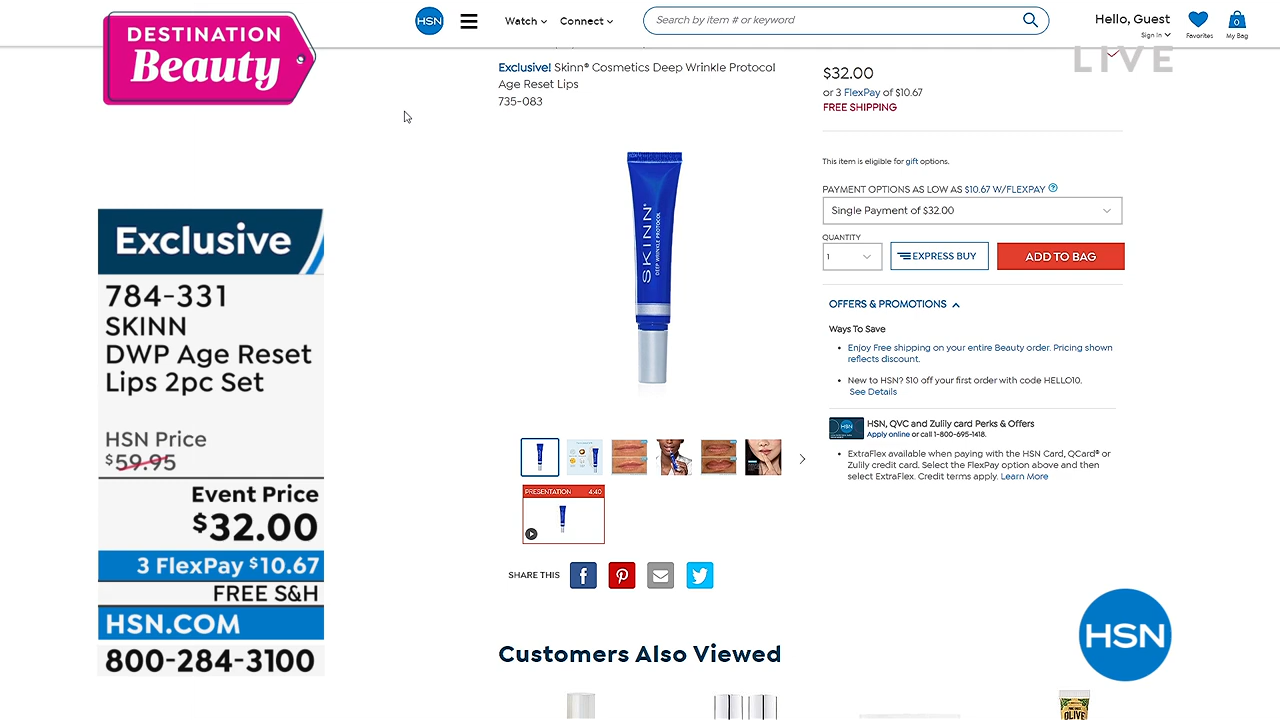 DESTINATION
Beauty
HSN
Watch
Connect
Search by item # or keyword
Hello, Guest
Sign In
Favorites
0
My Bag
LIVE
Exclusive! Skinn® Cosmetics Deep Wrinkle Protocol
Age Reset Lips
735-083
$32.00
or 3 FlexPay of $10.67
FREE SHIPPING
This item is eligible for gift options.
PAYMENT OPTIONS AS LOW AS $10.67 W/FLEXPAY ?
Single Payment of $32.00
QUANTITY
1
EXPRESS BUY
ADD TO BAG
OFFERS & PROMOTIONS
Ways To Save
Enjoy Free shipping on your entire Beauty order. Pricing shown
reflects discount.
New to HSN? $10 off your first order with code HELLO10.
See Details
HSN
HSN, QVC and Zulily card Perks & Offers
Apply online or call 1-800-695-1418.
ExtraFlex available when paying with the HSN Card, QCard® or
Zulily credit card. Select the FlexPay option above and then
select ExtraFlex. Credit terms apply. Learn More
SKINN®
DEEP WRINKLE PROTOCOL
PRESENTATION 4:40
SHARE THIS
Customers Also Viewed
OLIVE
Exclusive
784-331
SKINN
DWP Age Reset
Lips 2pc Set
HSN Price
$59.95
Event Price
$32.00
3 FlexPay $10.67
FREE S&H
HSN.COM
800-284-3100
HSN